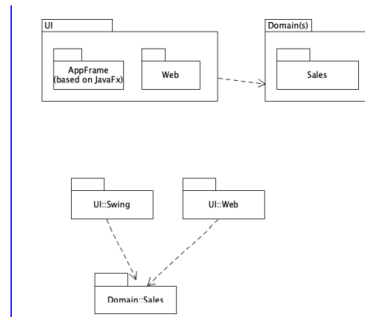 UI
Domain(s)
AppFrame
(based on JavaFx)
Web
Sales
UI::Swing
UI::Web
Domain::Sales